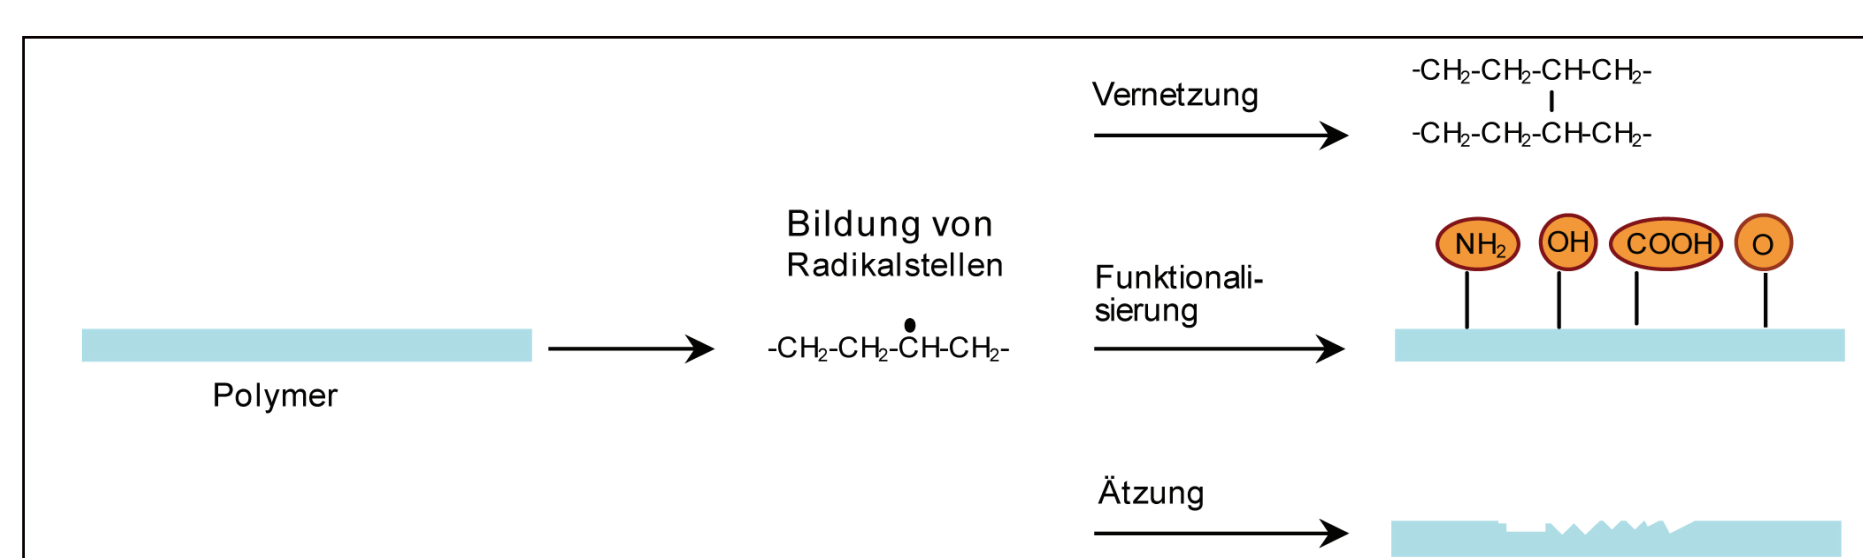 Vernetzung
-CH₂-CH₂-CH-CH₂-
-CH₂-CH₂-CH-CH₂-
Bildung von
Radikalstellen
-CH₂-CH₂-CH-CH₂-
Polymer
Funktionali-
sierung
NH₂ OH COOH O
Ätzung